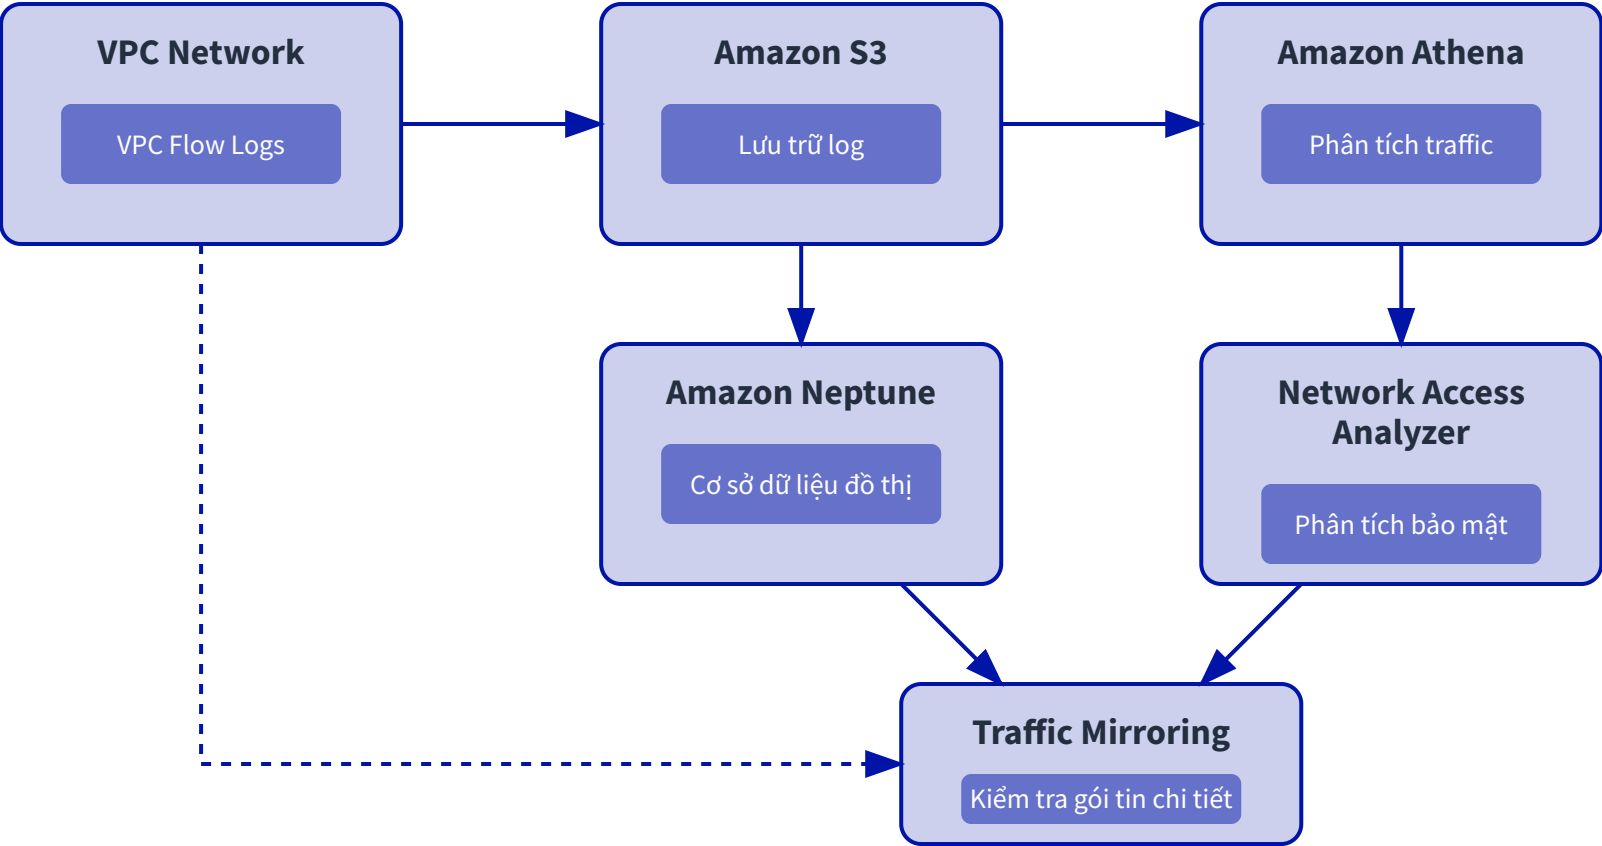 VPC Network
VPC Flow Logs
Amazon S3
Lưu trữ log
Amazon Athena
Phân tích traffic
Amazon Neptune
Cơ sở dữ liệu đồ thị
Network Access
Analyzer
Phân tích bảo mật
Traffic Mirroring
Kiểm tra gói tin chi tiết